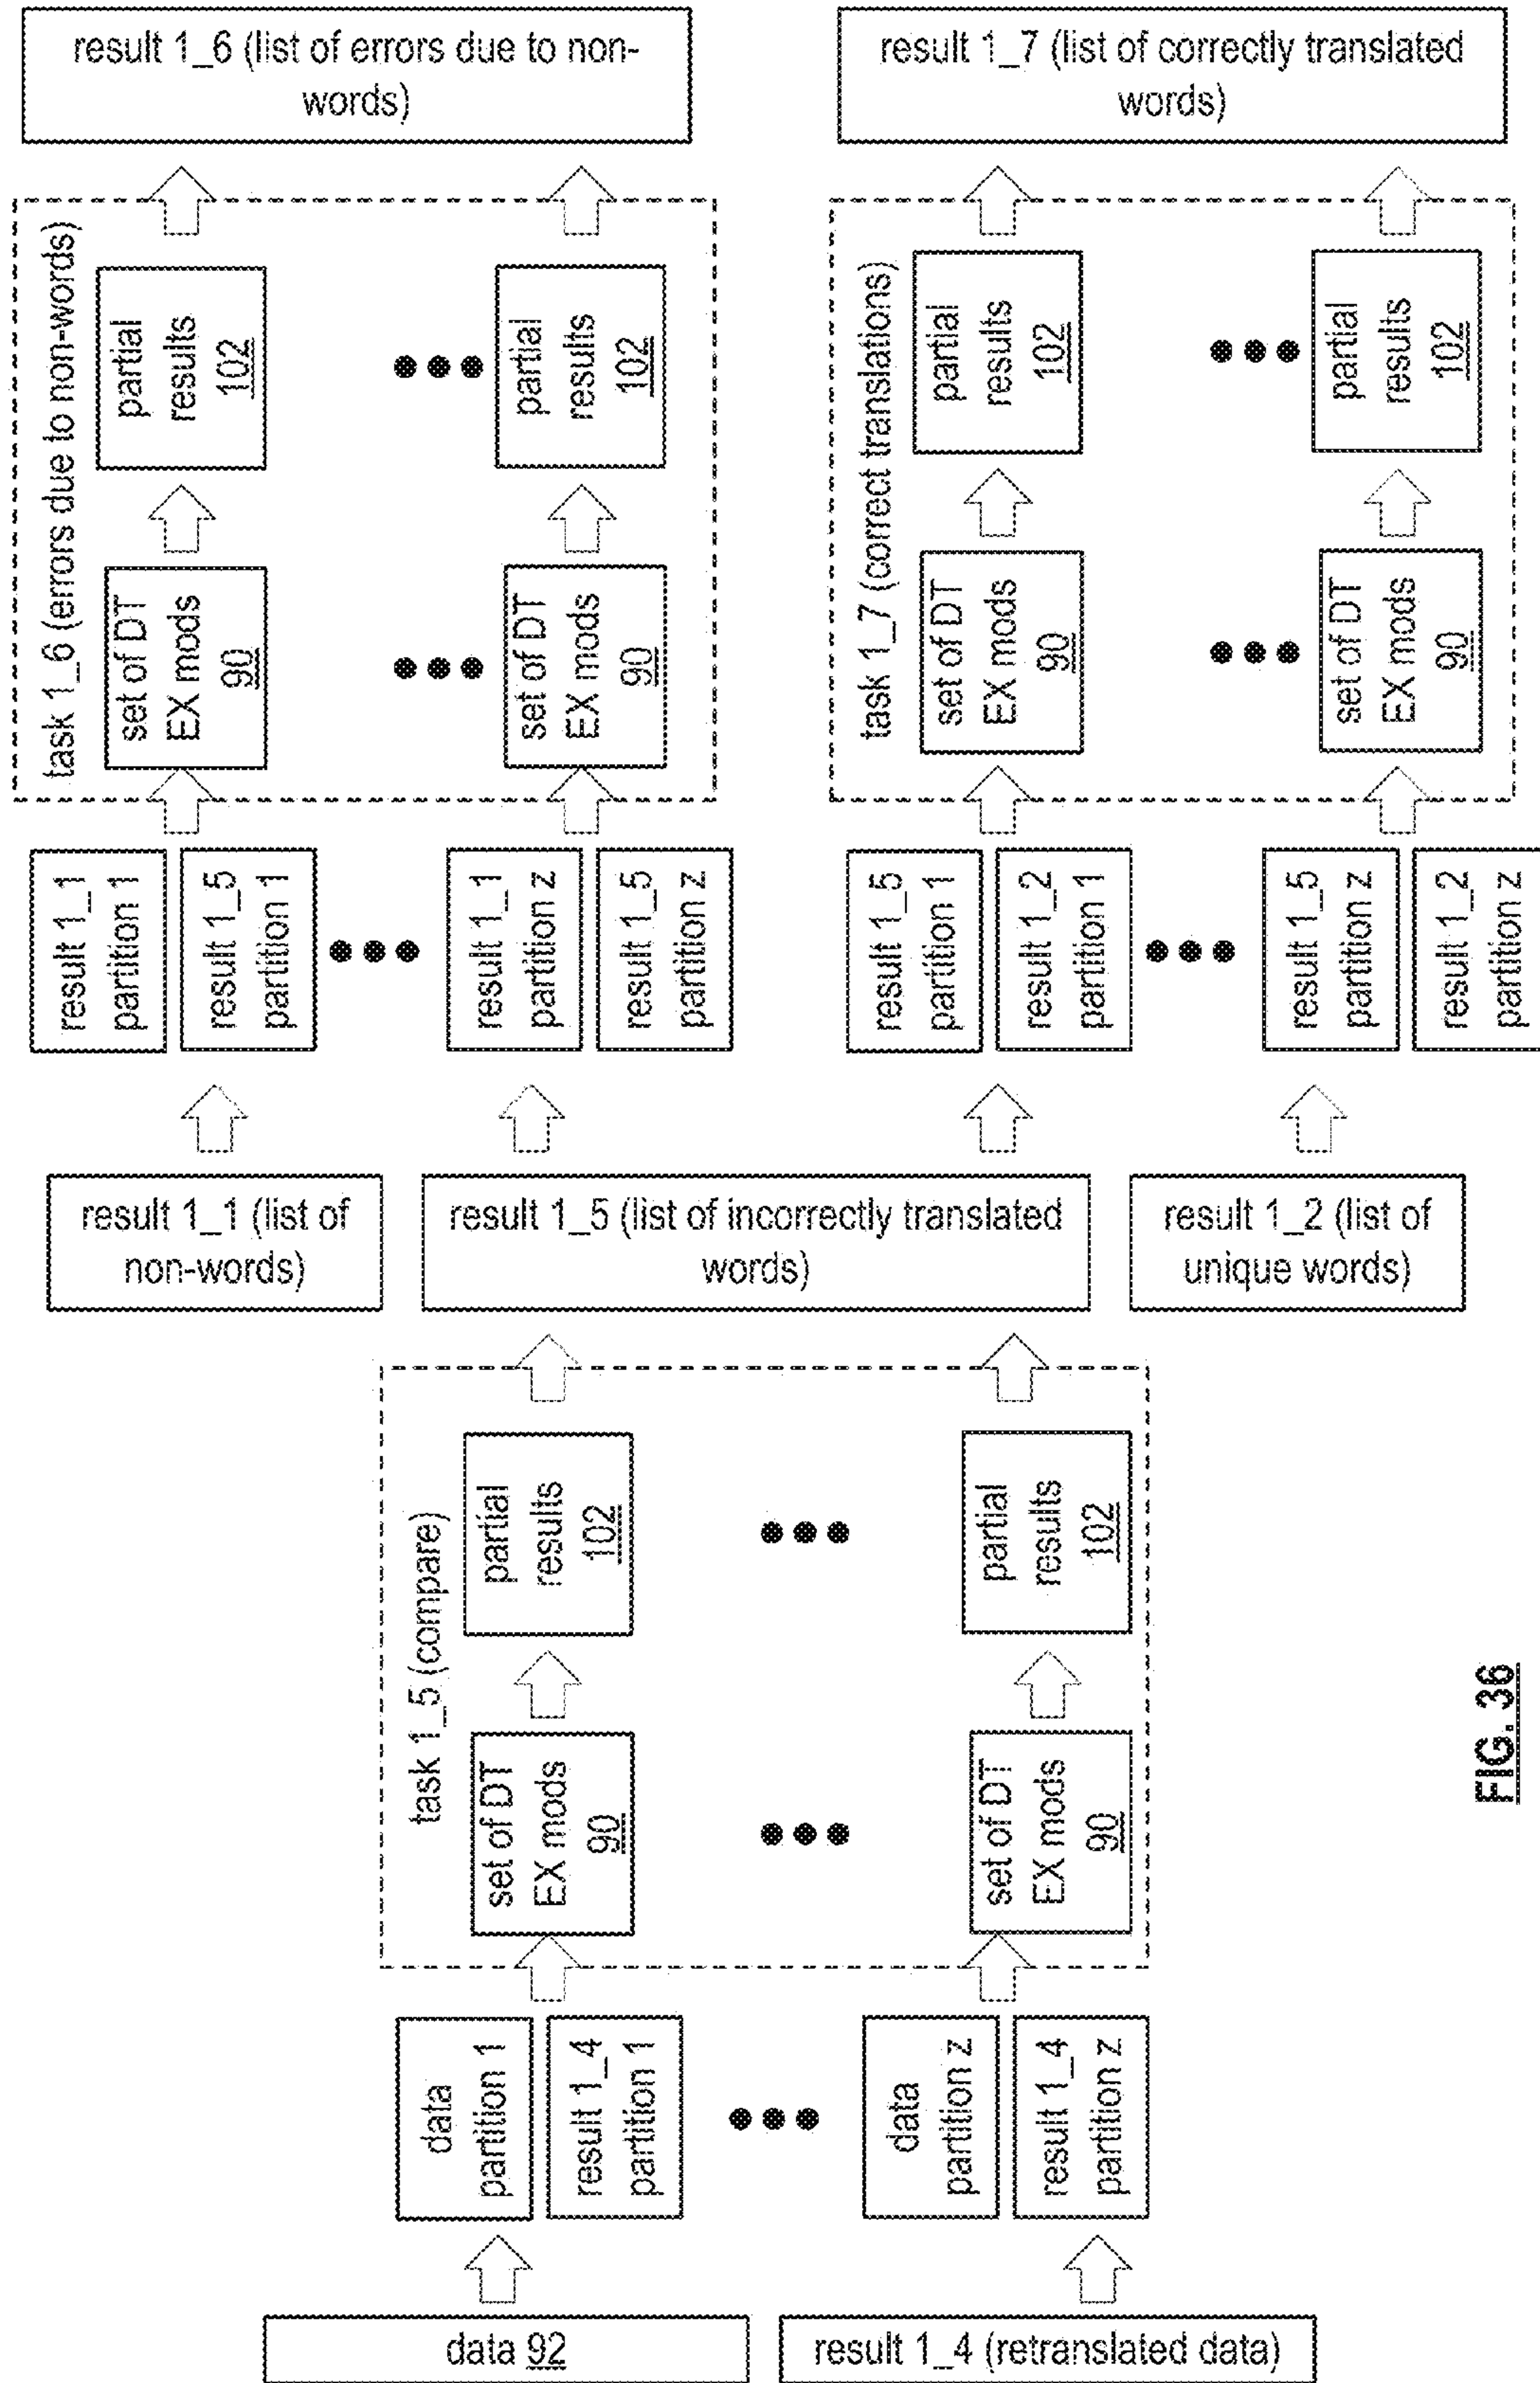 data 92
result 1_4 (retranslated data)
data
partition 1
result 1_4
partition 1
data
partition z
result 1_4
partition z
task 1_5 (compare)
set of DT
EX mods
90
partial
results
102
set of DT
EX mods
90
partial
results
102
result 1_1 (list of
non-words)
result 1_5 (list of incorrectly translated
words)
result 1_2 (list of
unique words)
result 1_1
partition 1
result 1_5
partition 1
result 1_1
partition z
result 1_5
partition z
result 1_5
partition 1
result 1_2
partition 1
result 1_5
partition z
result 1_2
partition z
task 1_6 (errors due to non-words)
set of DT
EX mods
90
partial
results
102
set of DT
EX mods
90
partial
results
102
task 1_7 (correct translations)
set of DT
EX mods
90
partial
results
102
set of DT
EX mods
90
partial
results
102
result 1_6 (list of errors due to non-
words)
result 1_7 (list of correctly translated
words)
FIG. 36